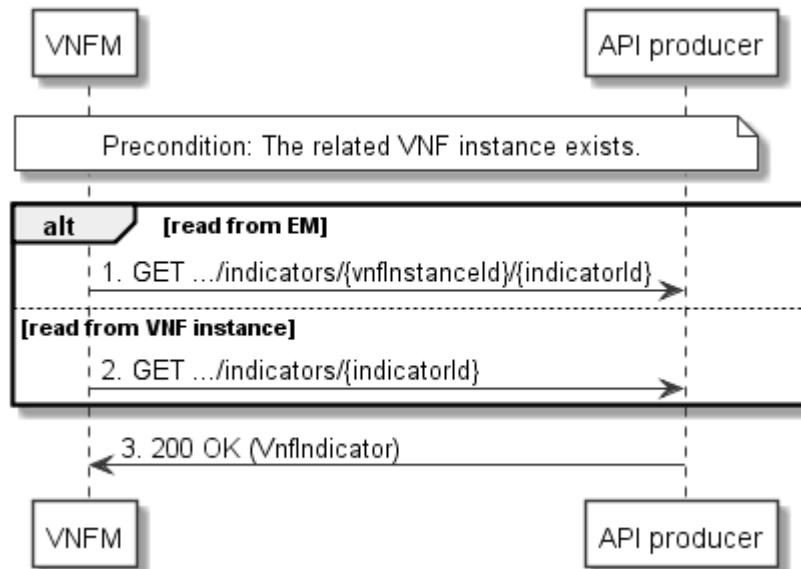 VNFM
API producer
Precondition: The related VNF instance exists.
alt
[read from EM]
1. GET .../indicators/{vnfInstanceId}/{indicatorId}
[read from VNF instance]
2. GET .../indicators/{indicatorId}
3. 200 OK (VnfIndicator)
VNFM
API producer